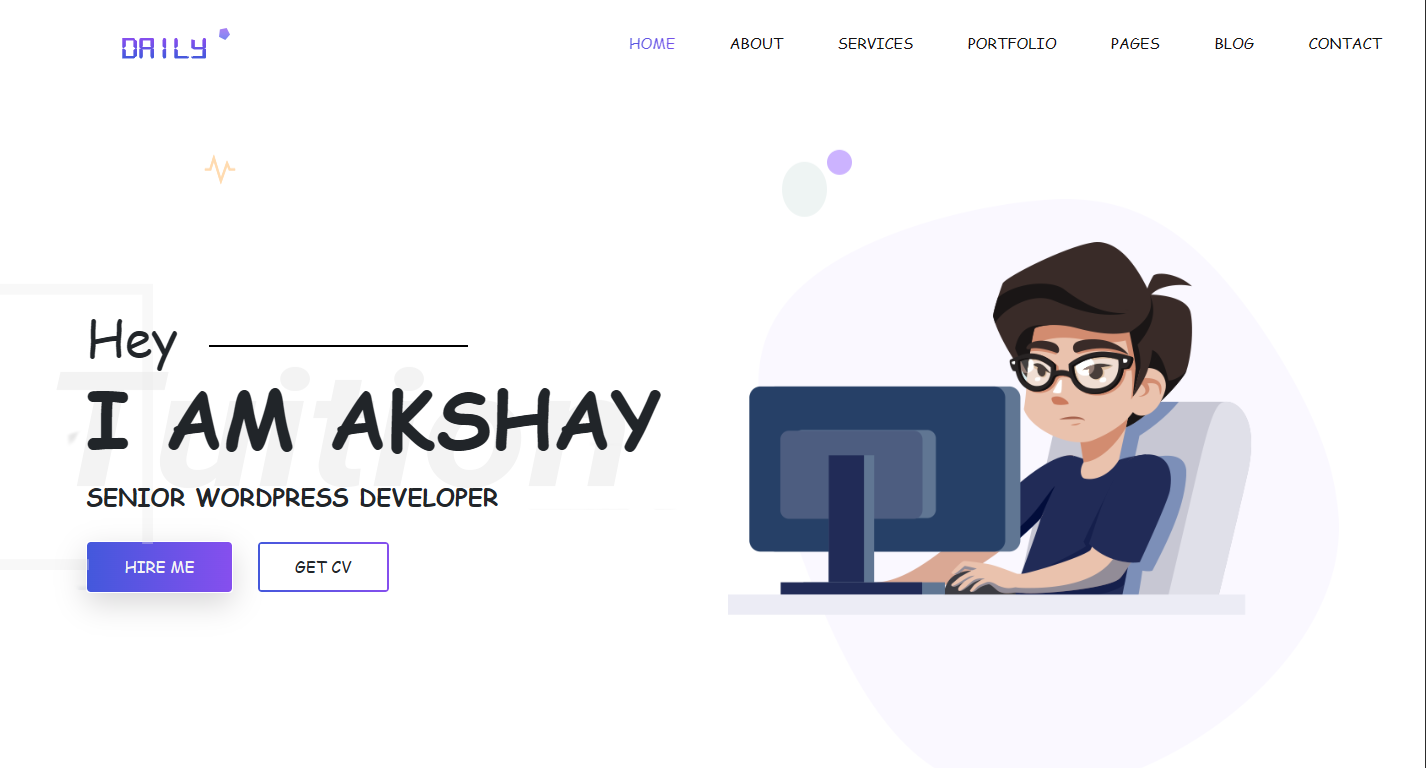 DAILY
HOME ABOUT SERVICES PORTFOLIO PAGES BLOG CONTACT
Hey
Tuition
I AM AKSHAY
SENIOR WORDPRESS DEVELOPER
HIRE ME GET CV